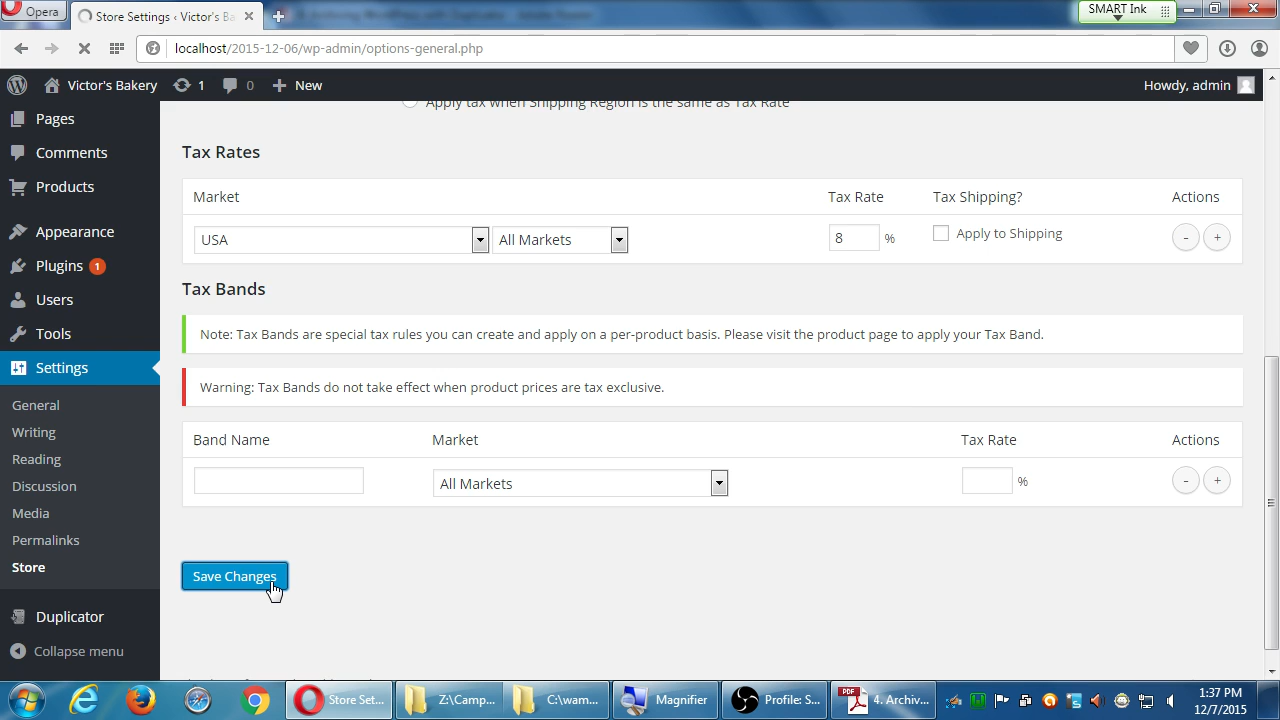 Opera
Store Settings ‹ Victor's Ba
SMART Ink
localhost/2015-12-06/wp-admin/options-general.php
Victor's Bakery
1
0
New
Howdy, admin
Pages
Comments
Products
Appearance
Plugins 1
Users
Tools
Settings
General
Writing
Reading
Discussion
Media
Permalinks
Store
Duplicator
Collapse menu
Apply tax when Shipping Region is the same as Tax Rate
Tax Rates
Market
Tax Rate
Tax Shipping?
Actions
USA
All Markets
8 %
Apply to Shipping
-
+
Tax Bands
Note: Tax Bands are special tax rules you can create and apply on a per-product basis. Please visit the product page to apply your Tax Band.
Warning: Tax Bands do not take effect when product prices are tax exclusive.
Band Name
Market
Tax Rate
Actions
All Markets
%
-
+
Save Changes
Store Set...
Z:\Camp...
C:\wam...
Magnifier
Profile: S...
PDF
4. Archiv...
1:37 PM
12/7/2015